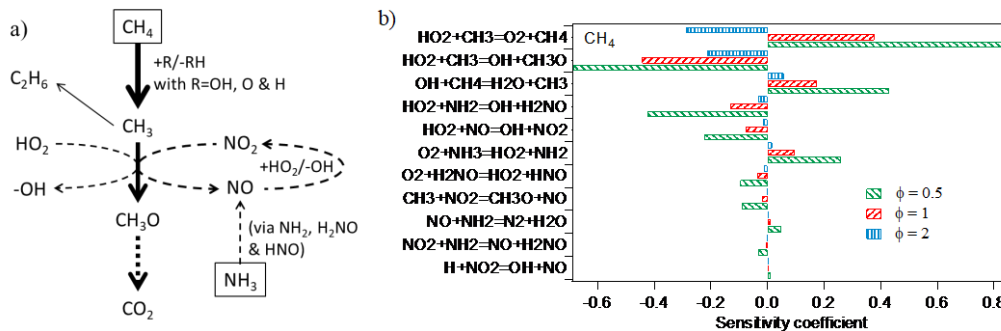 a)
CH4
+R/-RH
with R=OH, O & H
C2H6
CH3
HO2
NO2
+HO2/-OH
-OH
NO
CH3O
(via NH2, H2NO
& HNO)
NH3
CO2
b)
CH4
HO2+CH3=O2+CH4
HO2+CH3=OH+CH3O
OH+CH4=H2O+CH3
HO2+NH2=OH+H2NO
HO2+NO=OH+NO2
O2+NH3=HO2+NH2
O2+H2NO=HO2+HNO
CH3+NO2=CH3O+NO
NO+NH2=N2+H2O
NO2+NH2=NO+H2NO
H+NO2=OH+NO
ϕ = 0.5
ϕ = 1
ϕ = 2
-0.6 -0.4 -0.2 0.0 0.2 0.4 0.6 0.8
Sensitivity coefficient